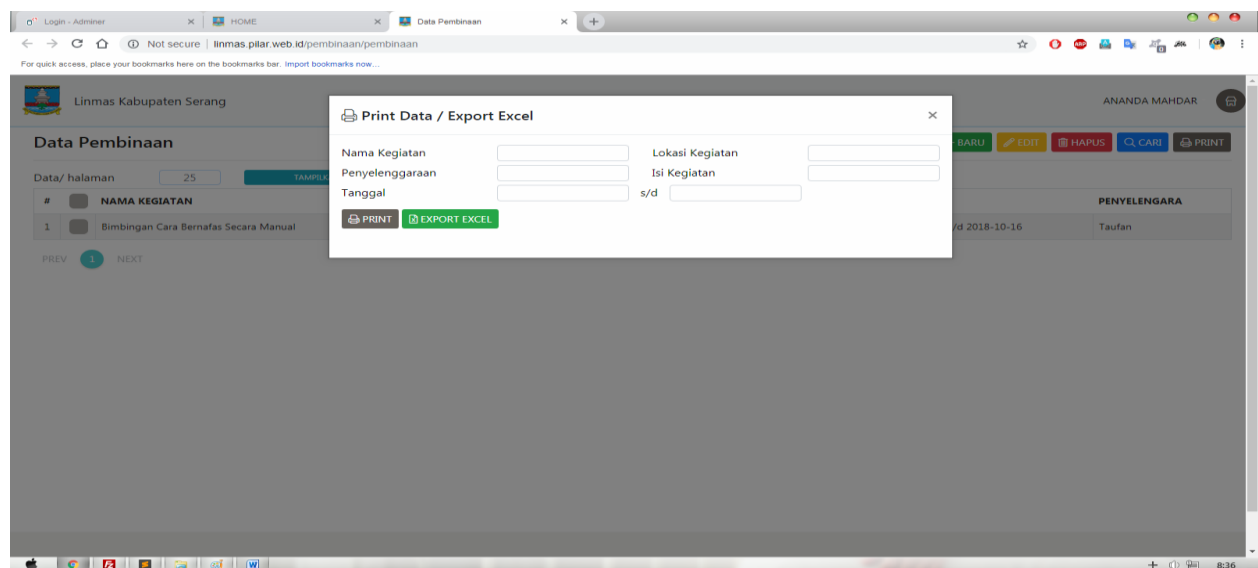 Login - Adminer
HOME
Data Pembinaan
Not secure | linmas.pilar.web.id/pembinaan/pembinaan
ABP
For quick access, place your bookmarks here on the bookmarks bar. Import bookmarks now...
Linmas Kabupaten Serang
ANANDA MAHDAR
Print Data / Export Excel
Data Pembinaan
BARU
EDIT
HAPUS
CARI
PRINT
Nama Kegiatan
Lokasi Kegiatan
Penyelenggaraan
Isi Kegiatan
Tanggal
s/d
PRINT
EXPORT EXCEL
Data/ halaman
25
TAMPILK
#
NAMA KEGIATAN
PENYELENGARA
1
Bimbingan Cara Bernafas Secara Manual
/d 2018-10-16
Taufan
PREV
1
NEXT
8:36